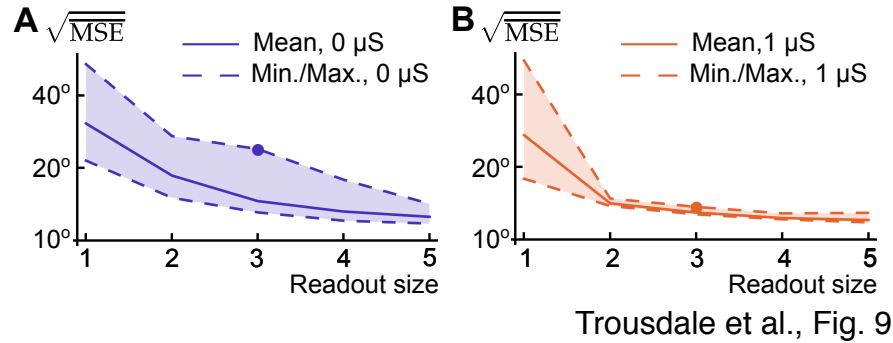 A √MSE
Mean, 0 µS
Min./Max., 0 µS
40º
20º
10º
1 2 3 4 5
Readout size
B √MSE
Mean,1 µS
Min./Max., 1 µS
40º
20º
10º
1 2 3 4 5
Readout size
Trousdale et al., Fig. 9